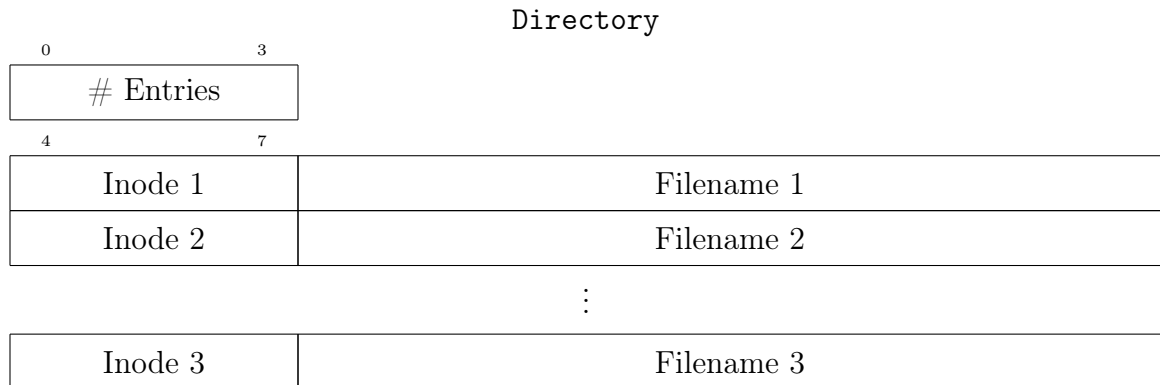 Directory
0 3
# Entries
4 7
Inode 1 Filename 1
Inode 2 Filename 2
⋮
Inode 3 Filename 3